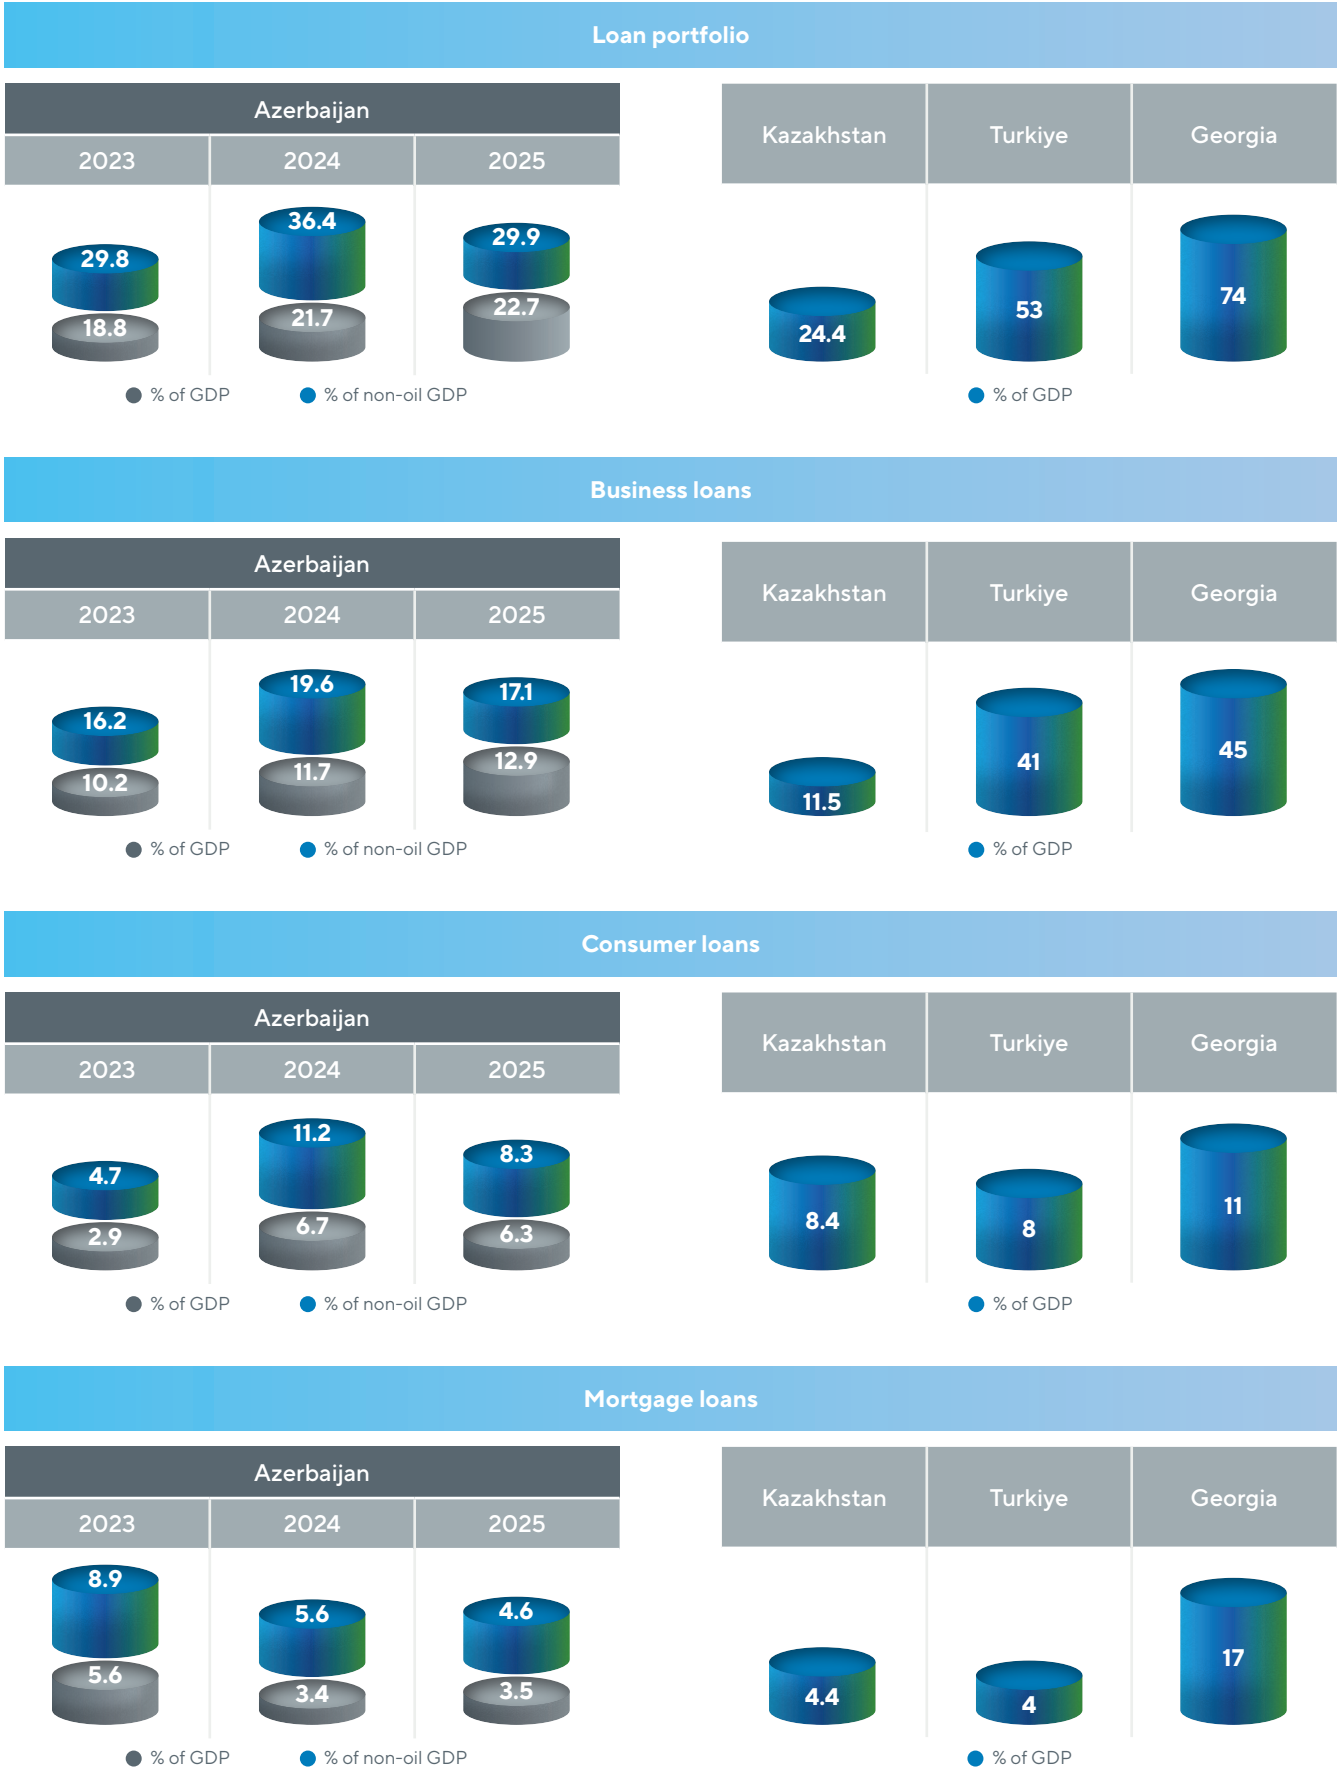 Loan portfolio
Azerbaijan
2023 2024 2025
Kazakhstan Turkiye Georgia
29.8 36.4 29.9
18.8 21.7 22.7
24.4 53 74
% of GDP % of non-oil GDP
% of GDP
Business loans
Azerbaijan
2023 2024 2025
Kazakhstan Turkiye Georgia
16.2 19.6 17.1
10.2 11.7 12.9
11.5 41 45
% of GDP % of non-oil GDP
% of GDP
Consumer loans
Azerbaijan
2023 2024 2025
Kazakhstan Turkiye Georgia
4.7 11.2 8.3
2.9 6.7 6.3
8.4 8 11
% of GDP % of non-oil GDP
% of GDP
Mortgage loans
Azerbaijan
2023 2024 2025
Kazakhstan Turkiye Georgia
8.9 5.6 4.6
5.6 3.4 3.5
4.4 4 17
% of GDP % of non-oil GDP
% of GDP